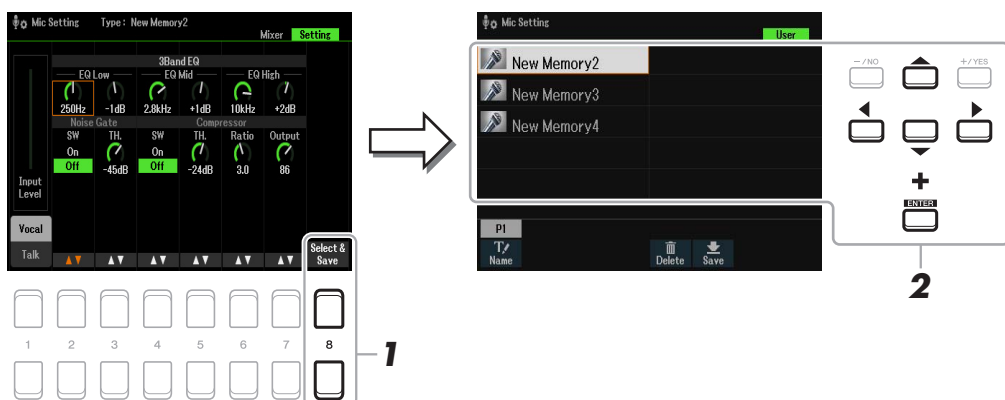 Mic Setting Type : New Memory2
Mixer Setting
3Band EQ
EQ Low EQ Mid EQ High
250Hz -1dB 2.8kHz +1dB 10kHz +2dB
Noise Gate Compressor
SW TH. SW TH. Ratio Output
On On
Off -45dB Off -24dB 3.0 86
Input
Level
Vocal
Talk
Select &
Save
1 2 3 4 5 6 7 8
1
Mic Setting
User
New Memory2
New Memory3
New Memory4
P1
Name Delete Save
-/NO +/YES
+
ENTER
2